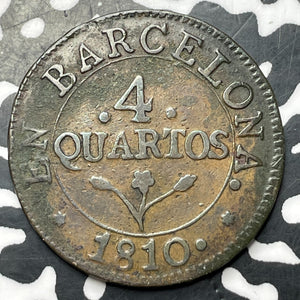 EN BARCELONA.
·4·
QUARTOS
1810·